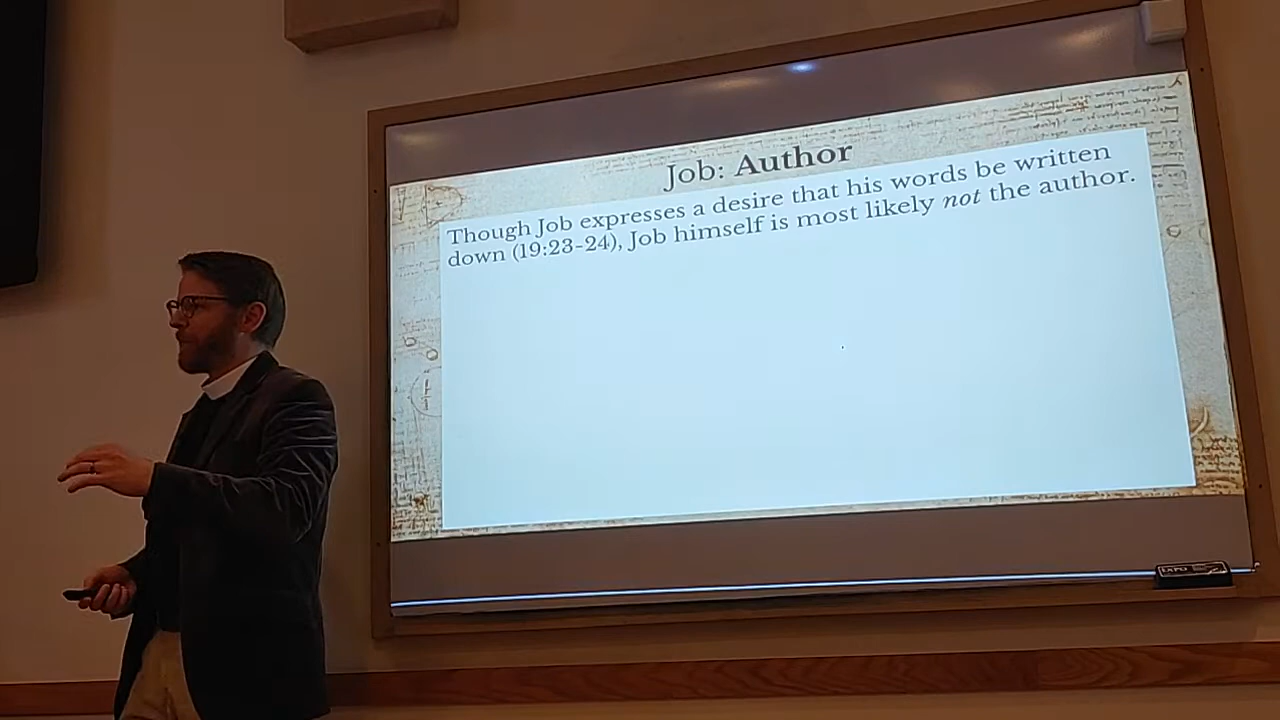 Job: Author
Though Job expresses a desire that his words be written
down (19:23-24), Job himself is most likely not the author.
EXPO